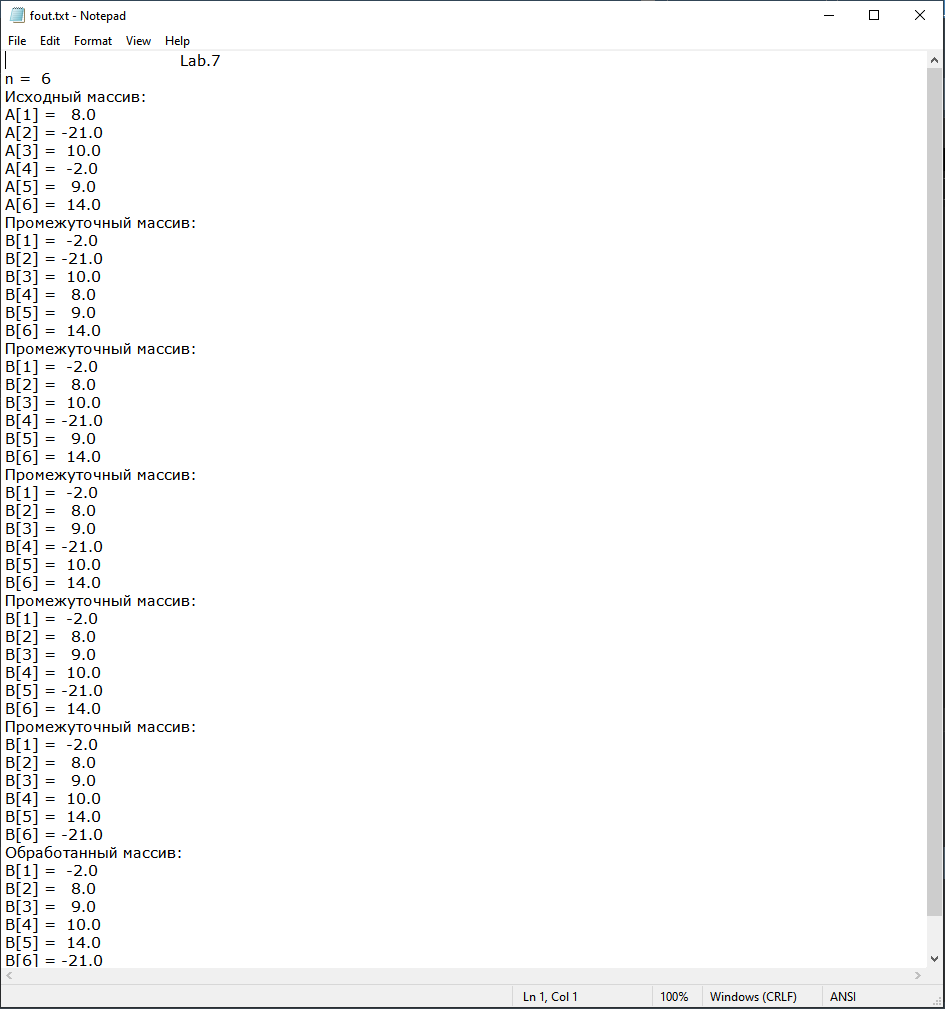 fout.txt - Notepad
File Edit Format View Help
Lab.7
n =  6
Исходный массив:
A[1] =   8.0
A[2] = -21.0
A[3] =  10.0
A[4] =  -2.0
A[5] =   9.0
A[6] =  14.0
Промежуточный массив:
B[1] =  -2.0
B[2] = -21.0
B[3] =  10.0
B[4] =   8.0
B[5] =   9.0
B[6] =  14.0
Промежуточный массив:
B[1] =  -2.0
B[2] =   8.0
B[3] =  10.0
B[4] = -21.0
B[5] =   9.0
B[6] =  14.0
Промежуточный массив:
B[1] =  -2.0
B[2] =   8.0
B[3] =   9.0
B[4] = -21.0
B[5] =  10.0
B[6] =  14.0
Промежуточный массив:
B[1] =  -2.0
B[2] =   8.0
B[3] =   9.0
B[4] =  10.0
B[5] = -21.0
B[6] =  14.0
Промежуточный массив:
B[1] =  -2.0
B[2] =   8.0
B[3] =   9.0
B[4] =  10.0
B[5] =  14.0
B[6] = -21.0
Обработанный массив:
B[1] =  -2.0
B[2] =   8.0
B[3] =   9.0
B[4] =  10.0
B[5] =  14.0
B[6] = -21.0
Ln 1, Col 1 100% Windows (CRLF) ANSI